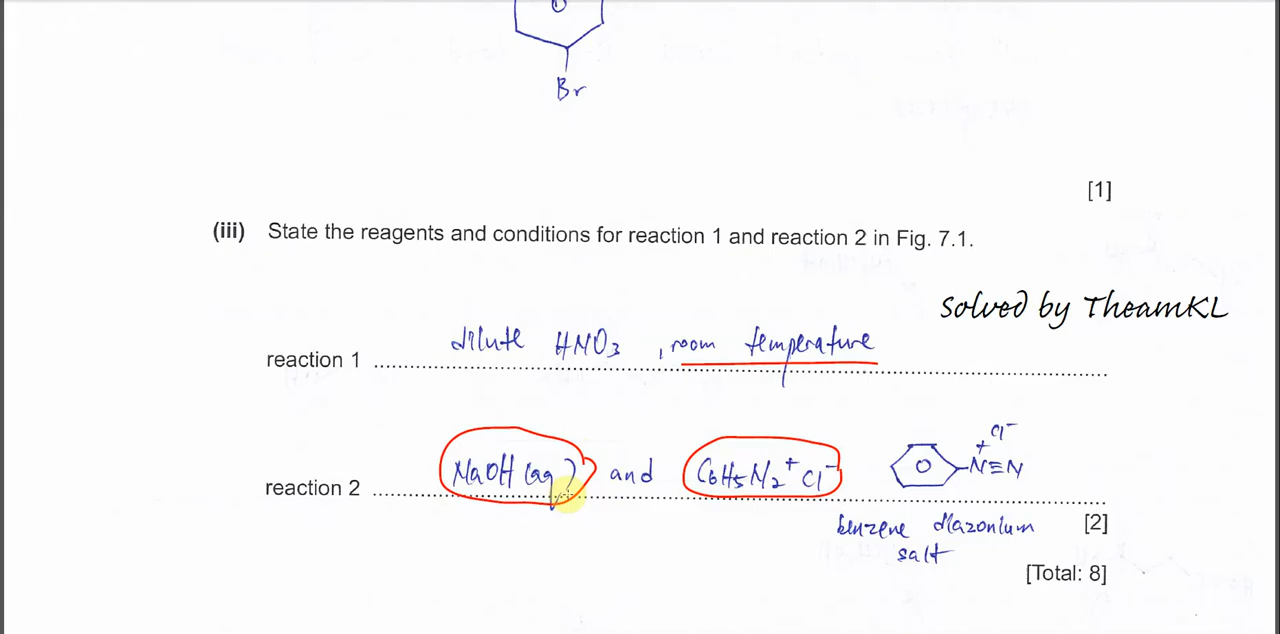 Br
[1]
(iii) State the reagents and conditions for reaction 1 and reaction 2 in Fig. 7.1.
Solved by TheamKL
reaction 1 dilute HNO3 , room temperature
Cl-
+
N≡N
reaction 2 NaOH (aq) and C6H5N2+Cl-
benzene diazonium
salt
[2]
[Total: 8]